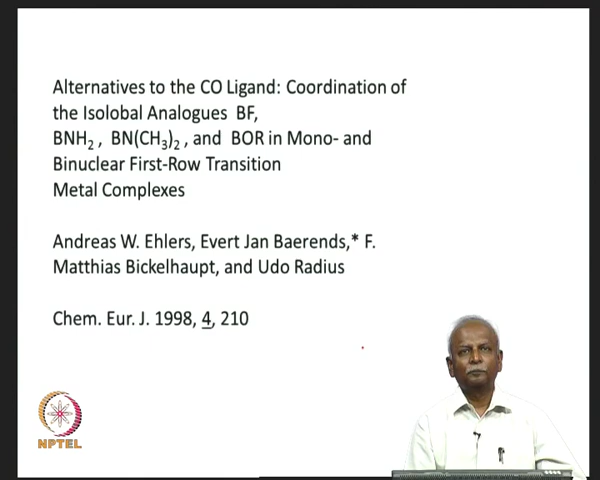 Alternatives to the CO Ligand: Coordination of
the Isolobal Analogues BF,
BNH₂ , BN(CH₃)₂ , and BOR in Mono- and
Binuclear First-Row Transition
Metal Complexes
Andreas W. Ehlers, Evert Jan Baerends,* F.
Matthias Bickelhaupt, and Udo Radius
Chem. Eur. J. 1998, 4, 210
NPTEL